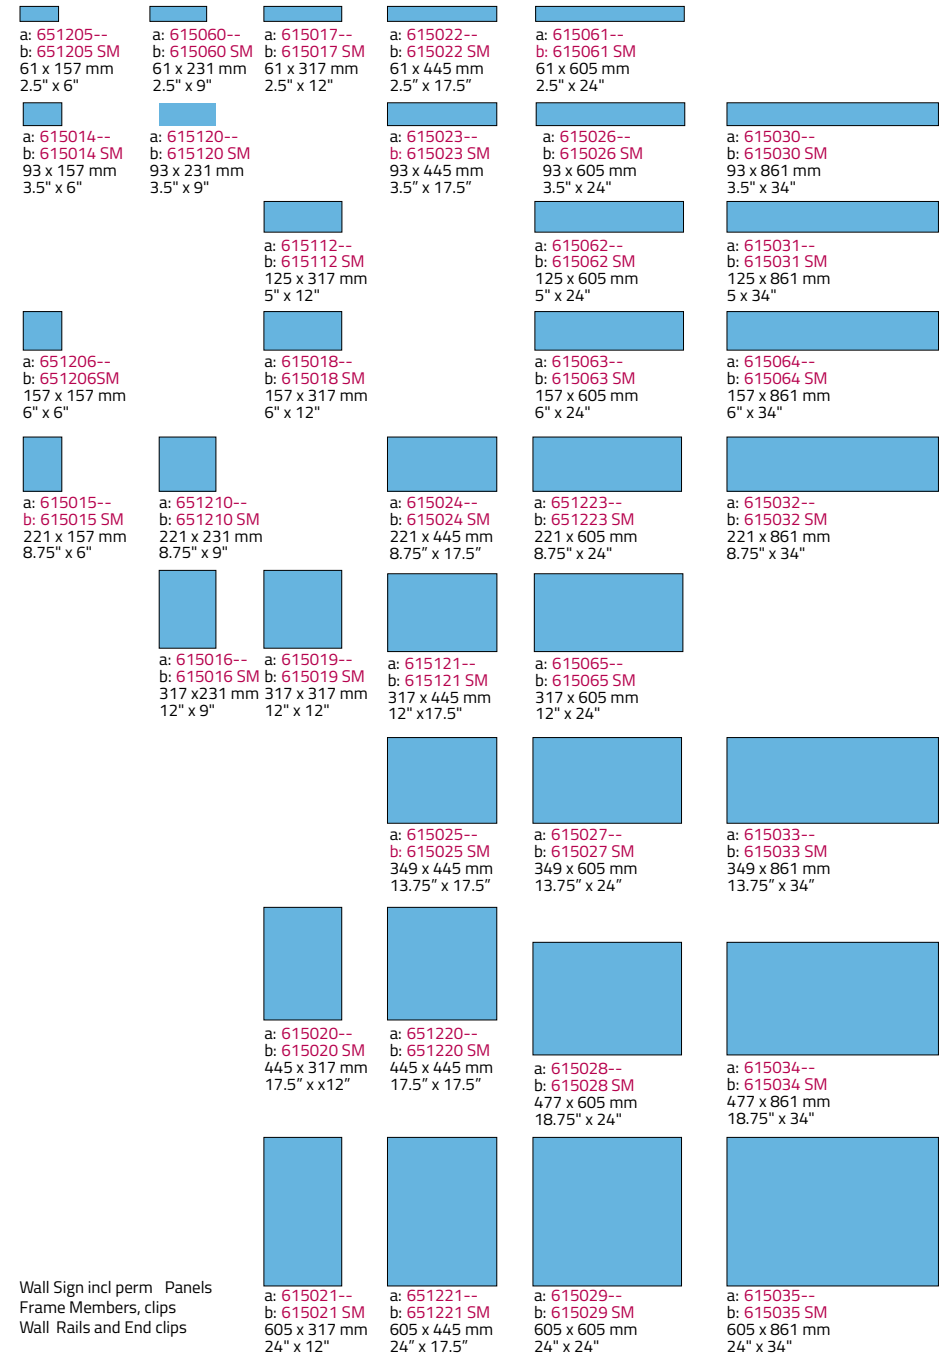 a: 651205--
b: 651205 SM
61 x 157 mm
2.5" x 6"
a: 615060--
b: 615060 SM
61 x 231 mm
2.5" x 9"
a: 615017--
b: 615017 SM
61 x 317 mm
2.5" x 12"
a: 615022--
b: 615022 SM
61 x 445 mm
2.5” x 17.5”
a: 615061--
b: 615061 SM
61 x 605 mm
2.5" x 24"
a: 615014--
b: 615014 SM
93 x 157 mm
3.5" x 6"
a: 615120--
b: 615120 SM
93 x 231 mm
3.5" x 9"
a: 615023--
b: 615023 SM
93 x 445 mm
3.5” x 17.5”
a: 615026--
b: 615026 SM
93 x 605 mm
3.5" x 24"
a: 615030--
b: 615030 SM
93 x 861 mm
3.5" x 34"
a: 615112--
b: 615112 SM
125 x 317 mm
5" x 12"
a: 615062--
b: 615062 SM
125 x 605 mm
5" x 24"
a: 615031--
b: 615031 SM
125 x 861 mm
5 x 34"
a: 651206--
b: 651206SM
157 x 157 mm
6" x 6"
a: 615018--
b: 615018 SM
157 x 317 mm
6" x 12"
a: 615063--
b: 615063 SM
157 x 605 mm
6" x 24"
a: 615064--
b: 615064 SM
157 x 861 mm
6" x 34"
a: 615015--
b: 615015 SM
221 x 157 mm
8.75" x 6"
a: 651210--
b: 651210 SM
221 x 231 mm
8.75" x 9"
a: 615024--
b: 615024 SM
221 x 445 mm
8.75” x 17.5”
a: 651223--
b: 651223 SM
221 x 605 mm
8.75" x 24"
a: 615032--
b: 615032 SM
221 x 861 mm
8.75" x 34"
a: 615016--
b: 615016 SM
317 x231 mm
12" x 9"
a: 615019--
b: 615019 SM
317 x 317 mm
12" x 12"
a: 615121--
b: 615121 SM
317 x 445 mm
12" x17.5"
a: 615065--
b: 615065 SM
317 x 605 mm
12" x 24"
a: 615025--
b: 615025 SM
349 x 445 mm
13.75” x 17.5”
a: 615027--
b: 615027 SM
349 x 605 mm
13.75” x 24”
a: 615033--
b: 615033 SM
349 x 861 mm
13.75” x 34”
a: 615020--
b: 615020 SM
445 x 317 mm
17.5” x x12”
a: 651220--
b: 651220 SM
445 x 445 mm
17.5” x 17.5”
a: 615028--
b: 615028 SM
477 x 605 mm
18.75" x 24"
a: 615034--
b: 615034 SM
477 x 861 mm
18.75" x 34"
Wall Sign incl perm Panels
Frame Members, clips
Wall Rails and End clips
a: 615021--
b: 615021 SM
605 x 317 mm
24" x 12"
a: 651221--
b: 651221 SM
605 x 445 mm
24” x 17.5”
a: 615029--
b: 615029 SM
605 x 605 mm
24" x 24"
a: 615035--
b: 615035 SM
605 x 861 mm
24" x 34"